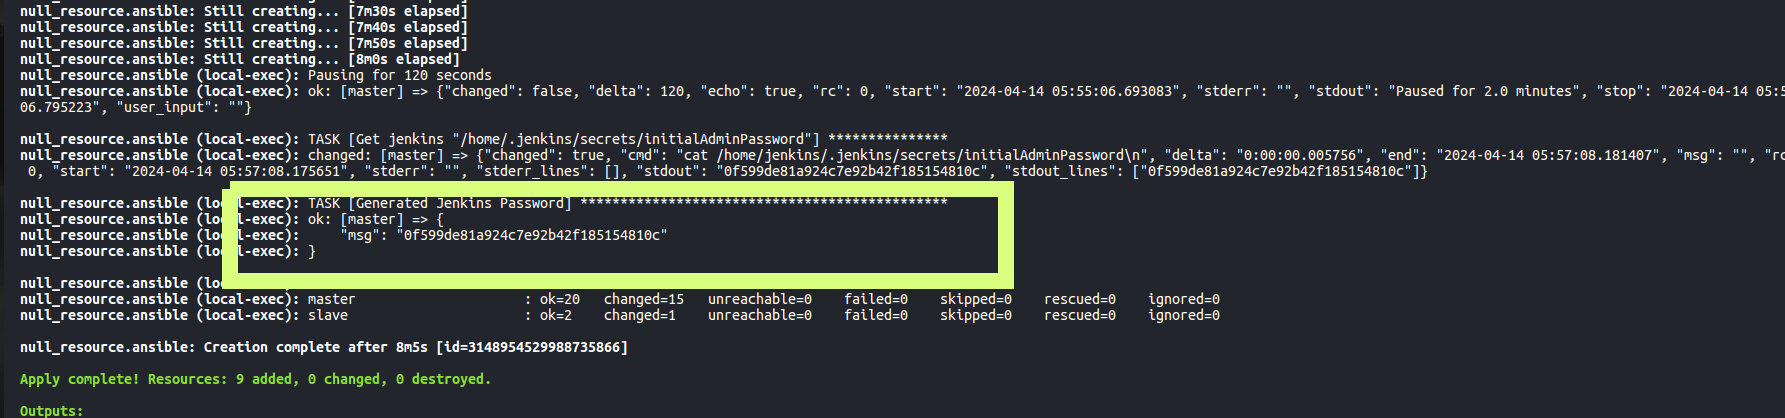 null_resource.ansible: Still creating... [7m30s elapsed]
null_resource.ansible: Still creating... [7m40s elapsed]
null_resource.ansible: Still creating... [7m50s elapsed]
null_resource.ansible: Still creating... [8m0s elapsed]
null_resource.ansible (local-exec): Pausing for 120 seconds
null_resource.ansible (local-exec): ok: [master] => {"changed": false, "delta": 120, "echo": true, "rc": 0, "start": "2024-04-14 05:55:06.693083", "stderr": "", "stdout": "Paused for 2.0 minutes", "stop": "2024-04-14 05:5
06.795223", "user_input": ""}
null_resource.ansible (local-exec): TASK [Get jenkins "/home/.jenkins/secrets/initialAdminPassword"] ***************
null_resource.ansible (local-exec): changed: [master] => {"changed": true, "cmd": "cat /home/jenkins/.jenkins/secrets/initialAdminPassword\n", "delta": "0:00:00.005756", "end": "2024-04-14 05:57:08.181407", "msg": "", "rc
0, "start": "2024-04-14 05:57:08.175651", "stderr": "", "stderr_lines": [], "stdout": "0f599de81a924c7e92b42f185154810c", "stdout_lines": ["0f599de81a924c7e92b42f185154810c"]}
null_resource.ansible (local-exec): TASK [Generated Jenkins Password] **********************************************
null_resource.ansible (local-exec): ok: [master] => {
null_resource.ansible (local-exec): "msg": "0f599de81a924c7e92b42f185154810c"
null_resource.ansible (local-exec): }
null_resource.ansible (lo
null_resource.ansible (local-exec): master : ok=20 changed=15 unreachable=0 failed=0 skipped=0 rescued=0 ignored=0
null_resource.ansible (local-exec): slave : ok=2 changed=1 unreachable=0 failed=0 skipped=0 rescued=0 ignored=0
null_resource.ansible: Creation complete after 8m5s [id=3148954529988735866]
Apply complete! Resources: 9 added, 0 changed, 0 destroyed.
Outputs: